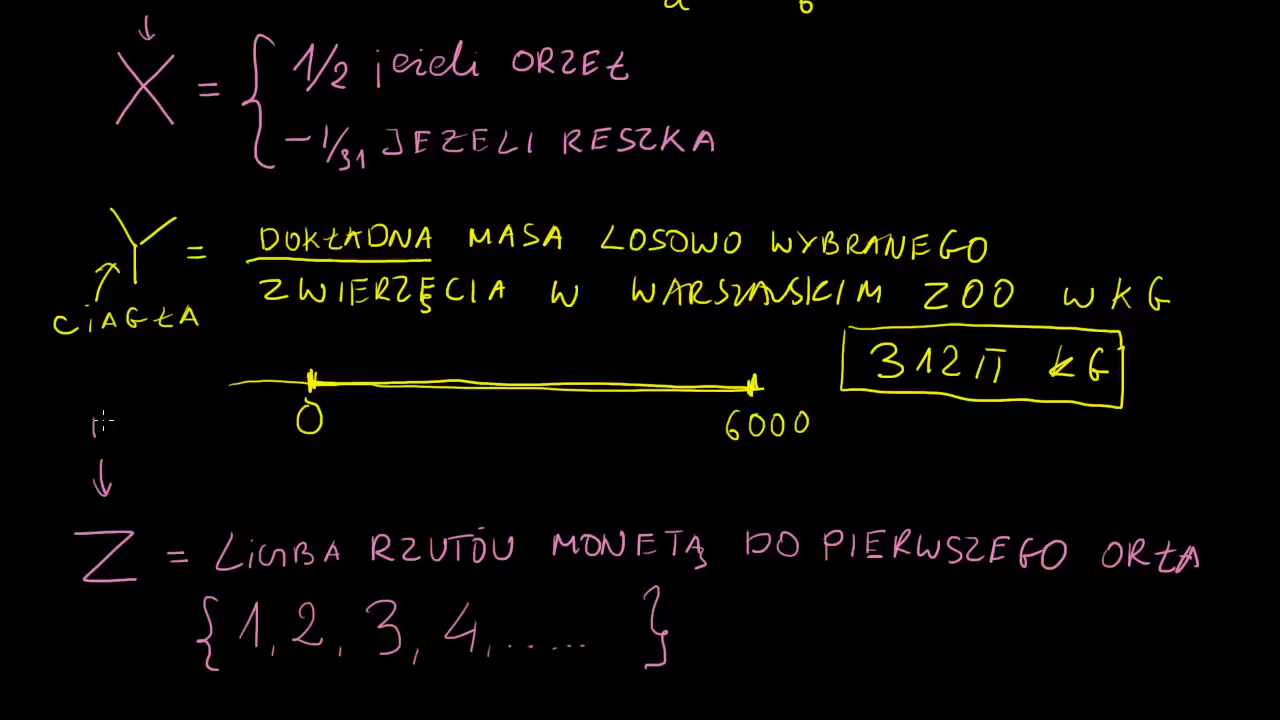 X = { 1/2 jeżeli ORZEŁ
-1/31 JEŻELI RESZKA
Y = DOKŁADNA MASA LOSOWO WYBRANEGO
ZWIERZĘCIA W WARSZAWSKIM ZOO W KG
CIAGŁA
312π KG
0 6000
Z = LICZBA RZUTÓW MONETĄ DO PIERWSZEGO ORŁA
{1, 2, 3, 4, ...... }